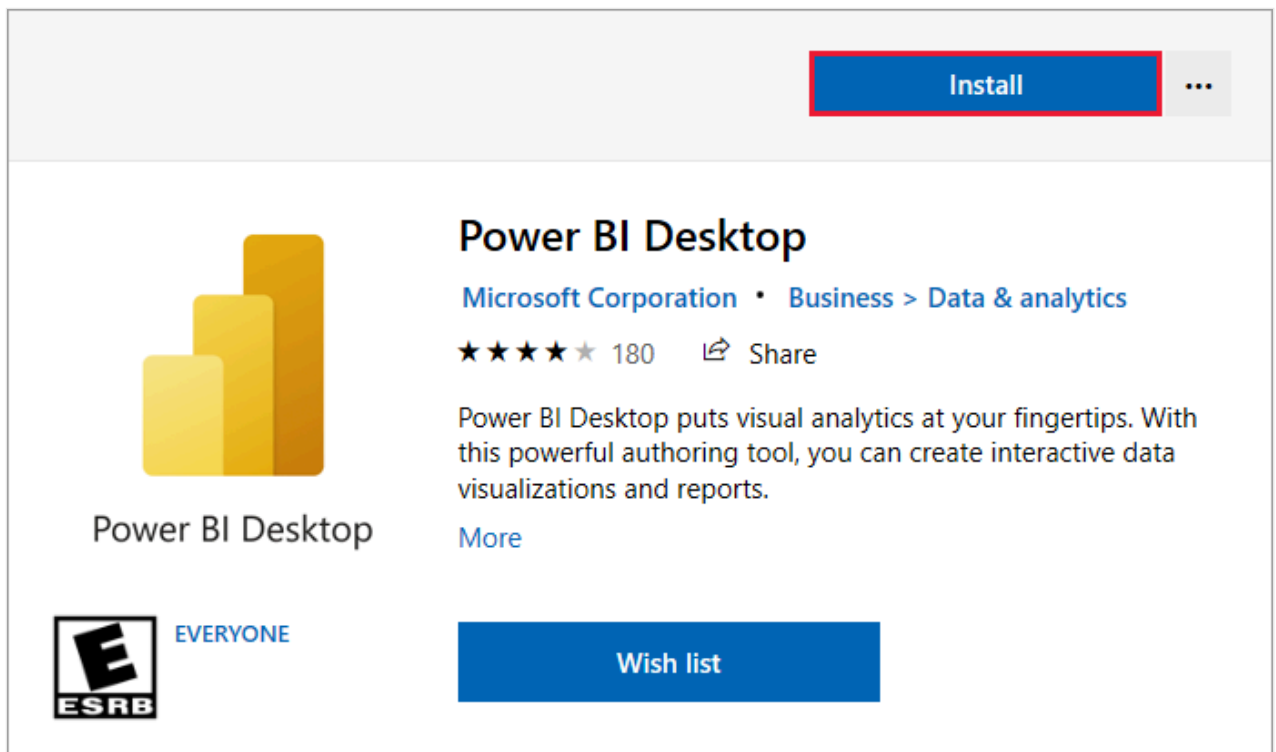 Install
...
Power BI Desktop
Microsoft Corporation • Business > Data & analytics
180 Share
Power BI Desktop puts visual analytics at your fingertips. With
this powerful authoring tool, you can create interactive data
visualizations and reports.
More
Power BI Desktop
E
ESRB
EVERYONE
Wish list